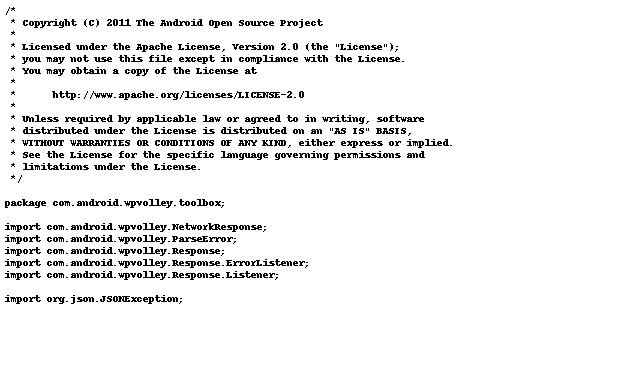 /*
 * Copyright (C) 2011 The Android Open Source Project
 *
 * Licensed under the Apache License, Version 2.0 (the "License");
 * you may not use this file except in compliance with the License.
 * You may obtain a copy of the License at
 *
 *      http://www.apache.org/licenses/LICENSE-2.0
 *
 * Unless required by applicable law or agreed to in writing, software
 * distributed under the License is distributed on an "AS IS" BASIS,
 * WITHOUT WARRANTIES OR CONDITIONS OF ANY KIND, either express or implied.
 * See the License for the specific language governing permissions and
 * limitations under the License.
 */

package com.android.wpvolley.toolbox;

import com.android.wpvolley.NetworkResponse;
import com.android.wpvolley.ParseError;
import com.android.wpvolley.Response;
import com.android.wpvolley.Response.ErrorListener;
import com.android.wpvolley.Response.Listener;

import org.json.JSONException;